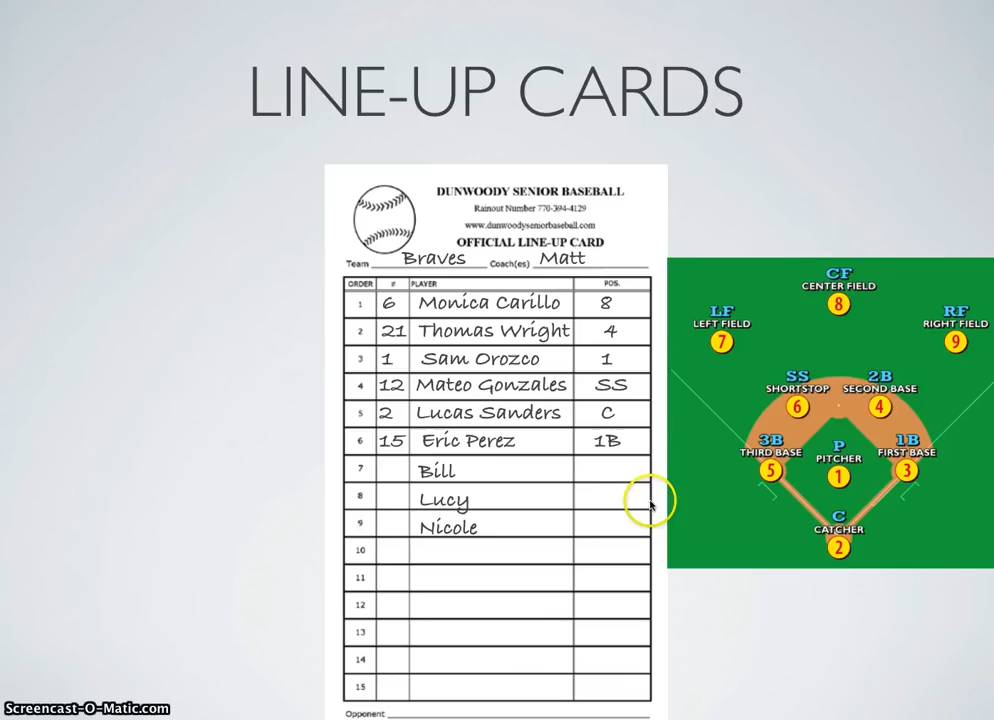 LINE-UP CARDS
DUNWOODY SENIOR BASEBALL
Rainout Number 770-394-4129
www.dunwoodyseniorbaseball.com
OFFICIAL LINE-UP CARD
Team Braves Coach(es) Matt
ORDER # PLAYER POS.
1 6 Monica Carillo 8
2 21 Thomas Wright 4
3 1 Sam Orozco 1
4 12 Mateo Gonzales SS
5 2 Lucas Sanders C
6 15 Eric Perez 1B
7 Bill
8 Lucy
9 Nicole
10
11
12
13
14
15
Opponent
CF
CENTER FIELD
8
LF
LEFT FIELD
7
RF
RIGHT FIELD
9
SS
SHORTSTOP
6
2B
SECOND BASE
4
3B
THIRD BASE
5
P
PITCHER
1
1B
FIRST BASE
3
C
CATCHER
2
Screencast-O-Matic.com